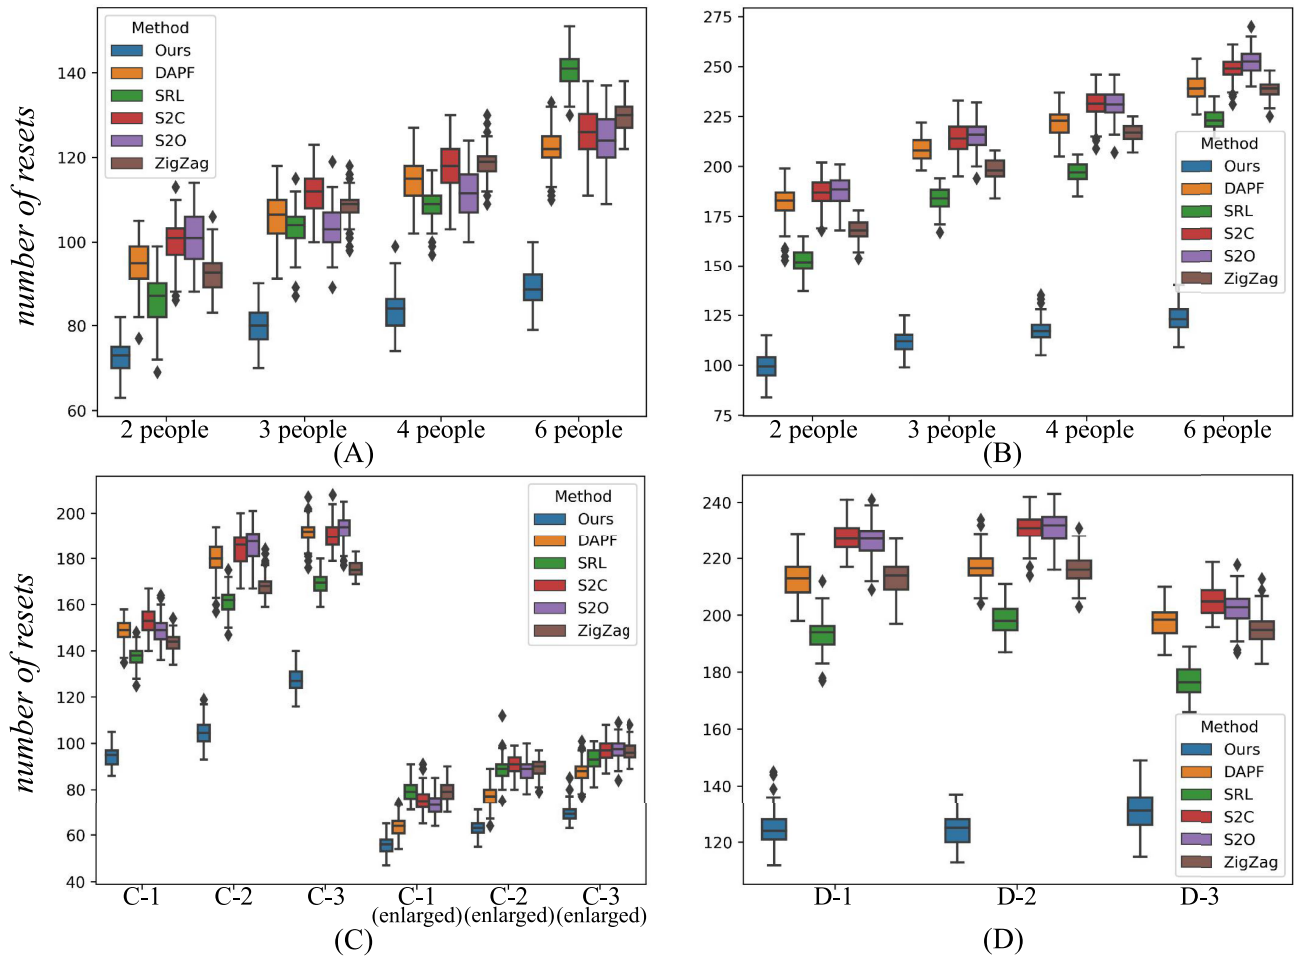 number of resets
140
120
100
80
60
Method
Ours
DAPF
SRL
S2C
S2O
ZigZag
2 people
3 people
4 people
6 people
(A)
275
250
225
200
175
150
125
100
75
Method
Ours
DAPF
SRL
S2C
S2O
ZigZag
2 people
3 people
4 people
6 people
(B)
number of resets
200
180
160
140
120
100
80
60
40
Method
Ours
DAPF
SRL
S2C
S2O
ZigZag
C-1
C-2
C-3
C-1
(enlarged)
C-2
(enlarged)
C-3
(enlarged)
(C)
240
220
200
180
160
140
120
Method
Ours
DAPF
SRL
S2C
S2O
ZigZag
D-1
D-2
D-3
(D)